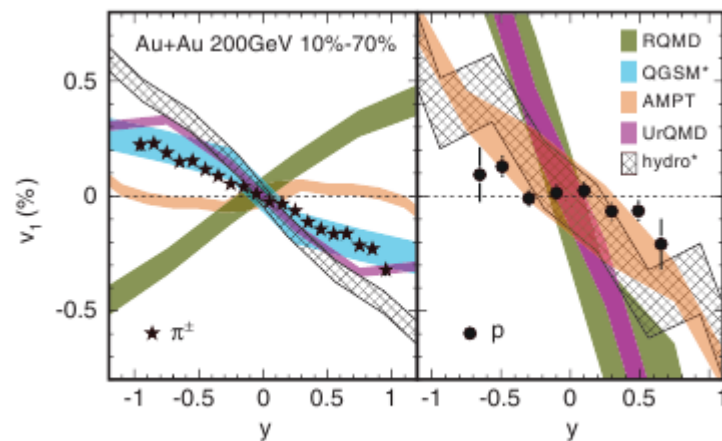 Au+Au 200GeV 10%-70%
RQMD
QGSM*
AMPT
UrQMD
hydro*
v₁ (%)
0.5
0
-0.5
π±
p
-1 -0.5 0 0.5 1
-1 -0.5 0 0.5 1
y y